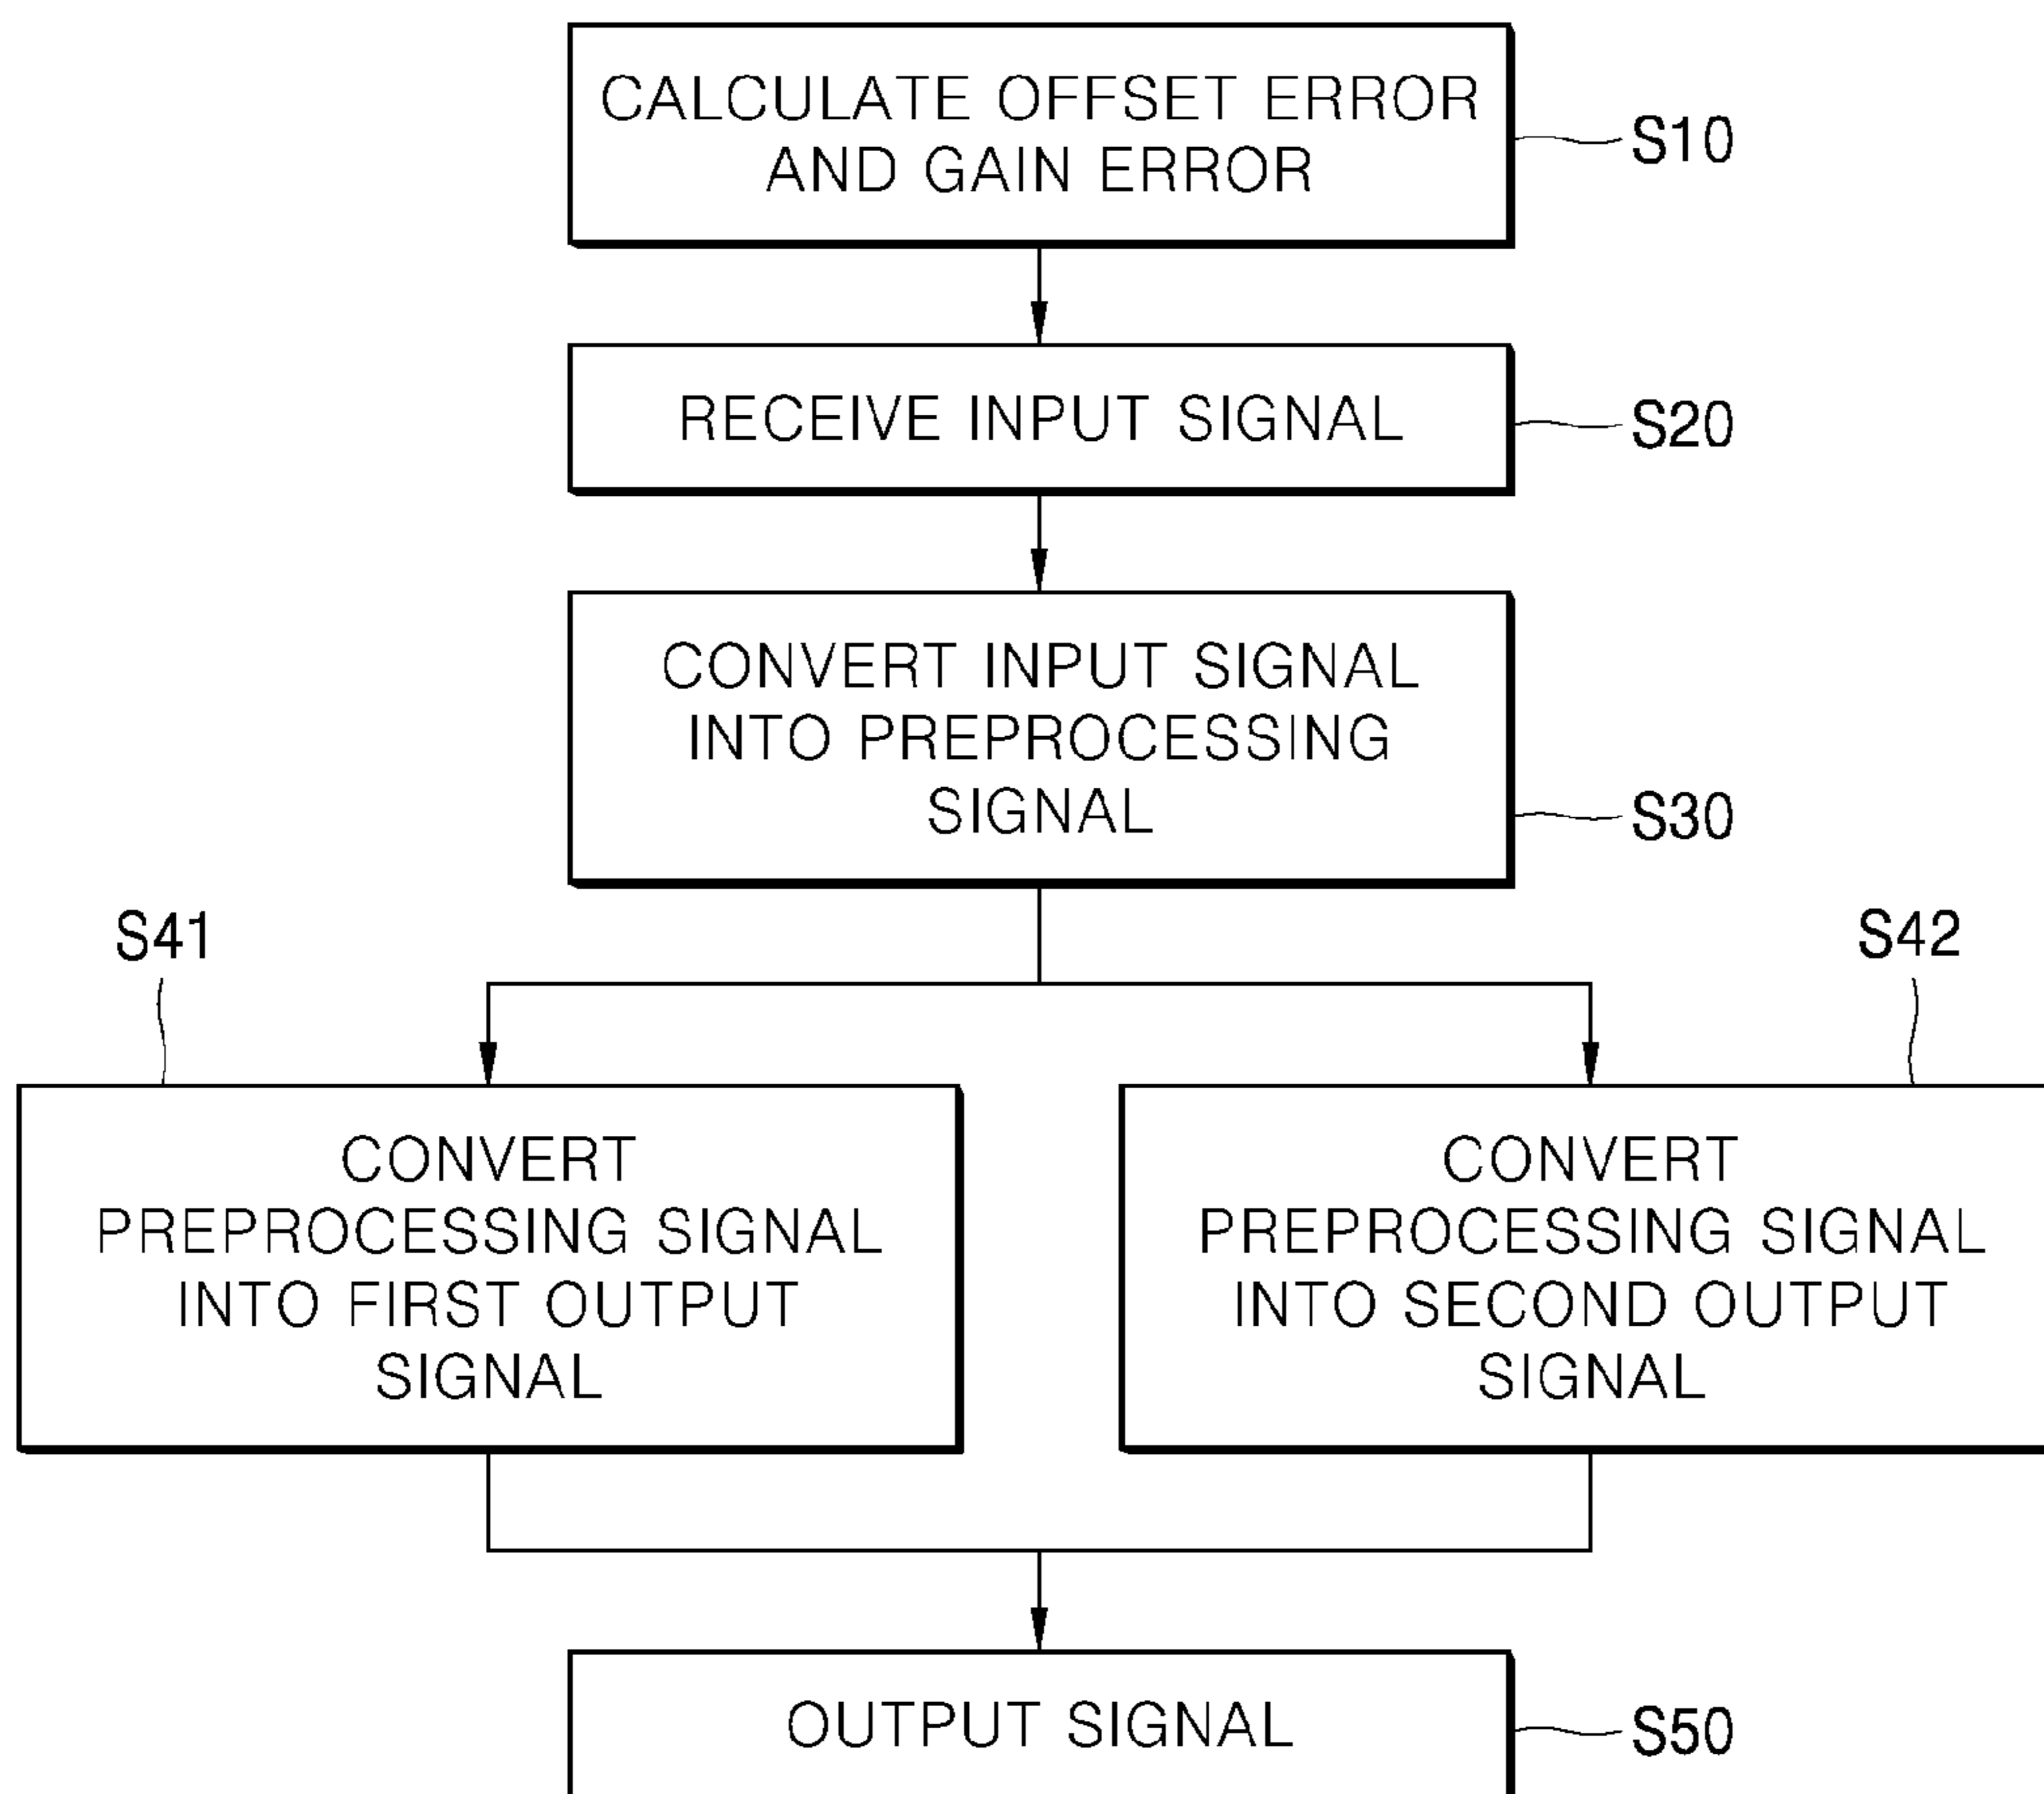 CALCULATE OFFSET ERROR
AND GAIN ERROR
S10
RECEIVE INPUT SIGNAL
S20
CONVERT INPUT SIGNAL
INTO PREPROCESSING
SIGNAL
S30
S41
S42
CONVERT
PREPROCESSING SIGNAL
INTO FIRST OUTPUT
SIGNAL
CONVERT
PREPROCESSING SIGNAL
INTO SECOND OUTPUT
SIGNAL
OUTPUT SIGNAL
S50